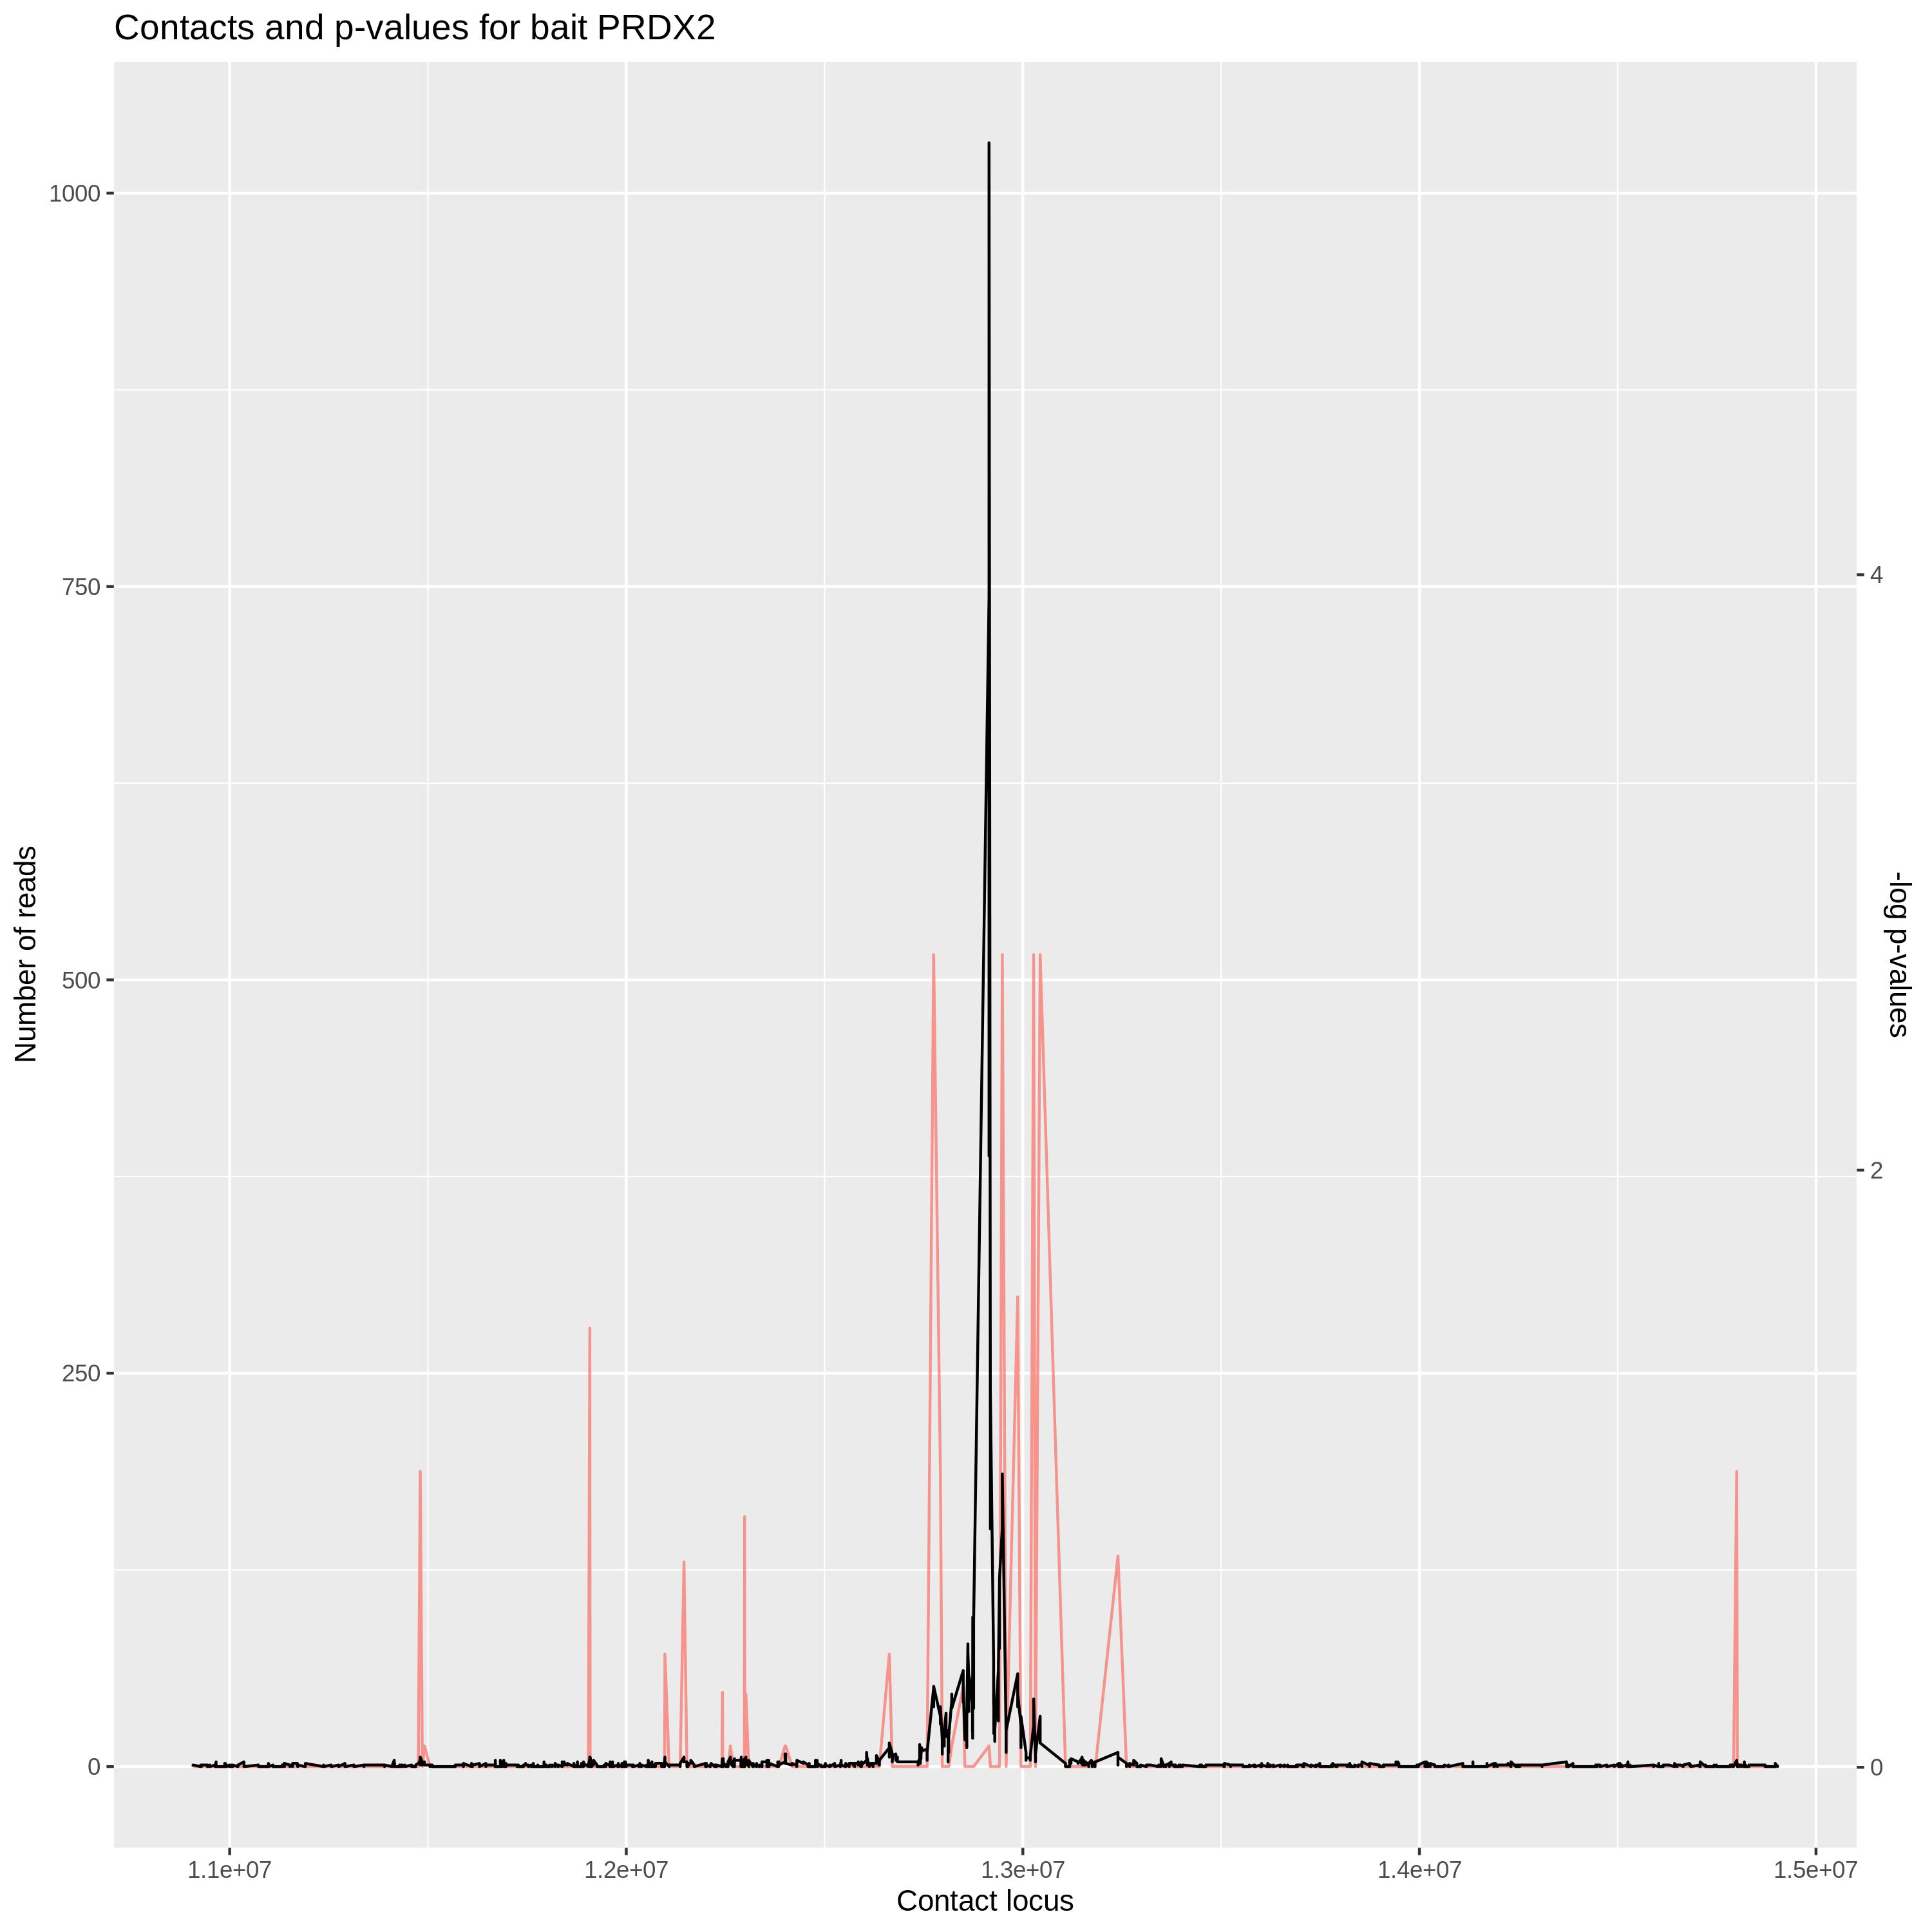 Contacts and p-values for bait PRDX2
1000
750
500
250
0
Number of reads
4
2
0
-log p-values
1.1e+07
1.2e+07
1.3e+07
1.4e+07
1.5e+07
Contact locus